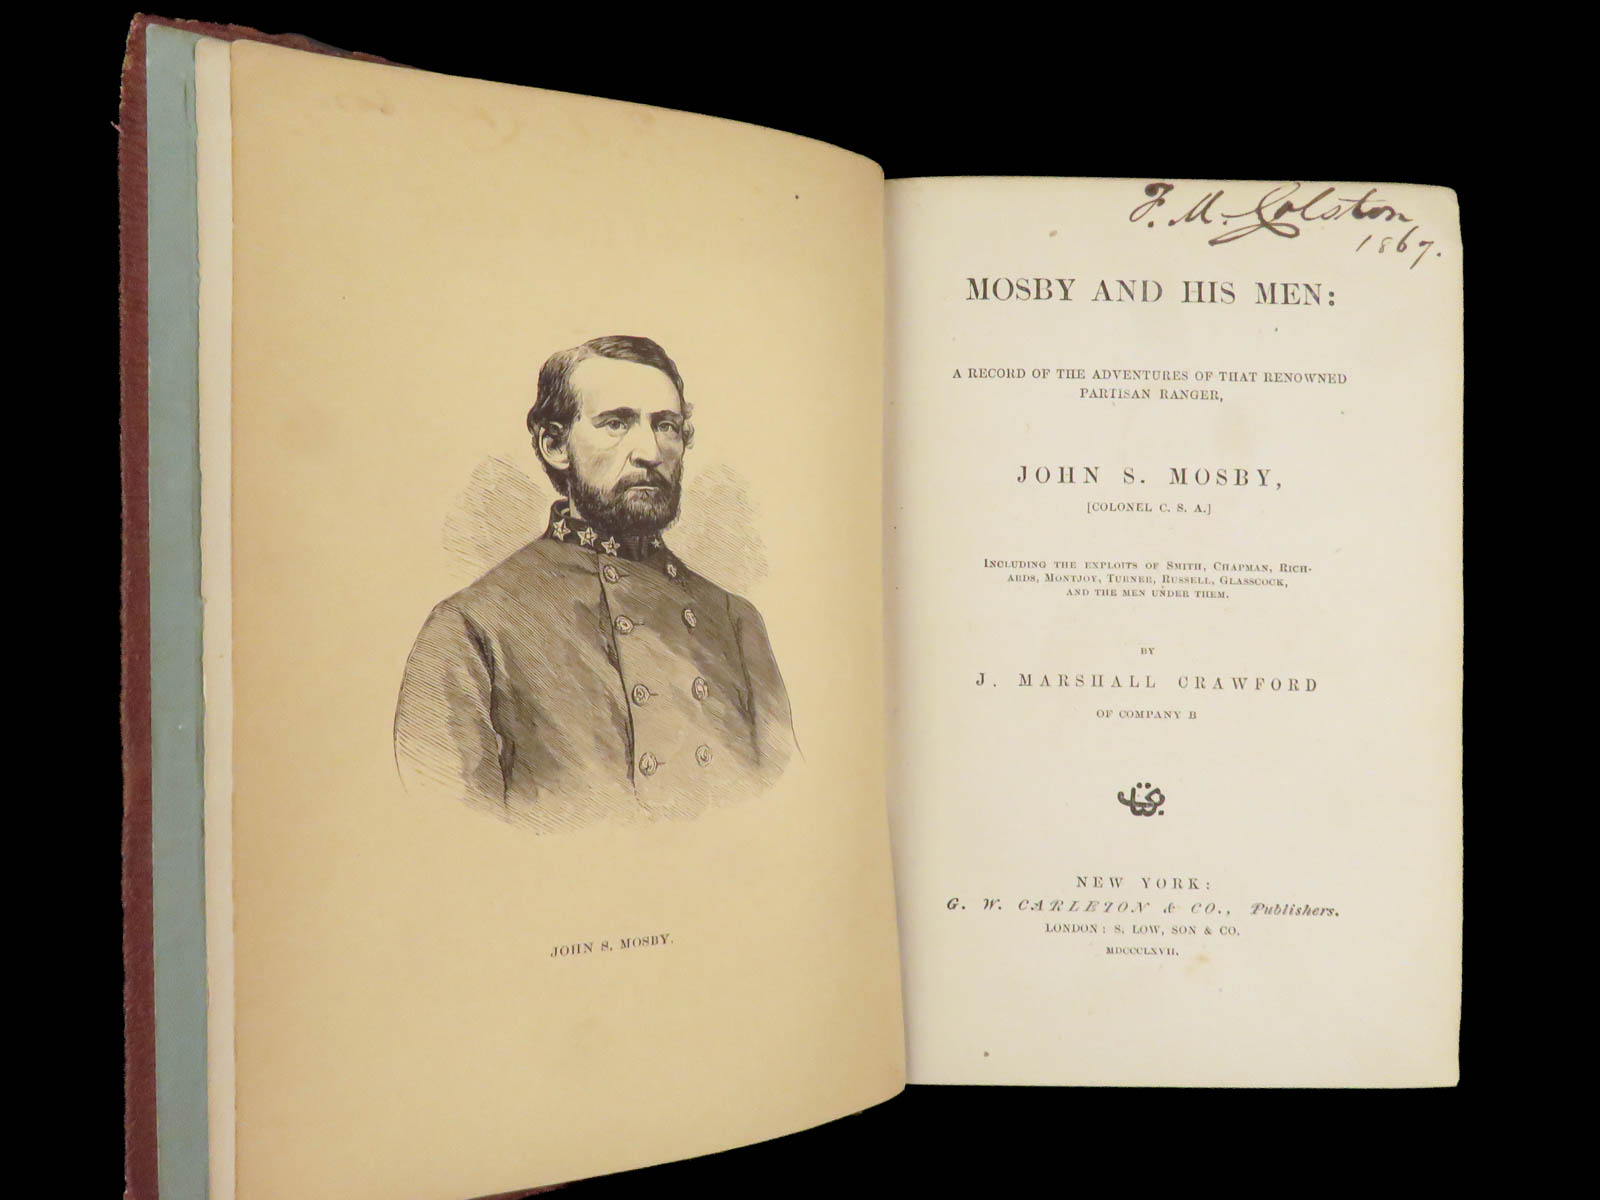 JOHN S. MOSBY.
F. M. Colston
1867.
MOSBY AND HIS MEN:
A RECORD OF THE ADVENTURES OF THAT RENOWNED
PARTISAN RANGER,
JOHN S. MOSBY,
[COLONEL C. S. A.]
INCLUDING THE EXPLOITS OF SMITH, CHAPMAN, RICH-
ARDS, MONTJOY, TURNER, RUSSELL, GLASSCOCK,
AND THE MEN UNDER THEM.
BY
J. MARSHALL CRAWFORD
OF COMPANY B
NEW YORK:
G. W. CARLETON & CO., Publishers.
LONDON: S. LOW, SON & CO.
MDCCCLXVII.